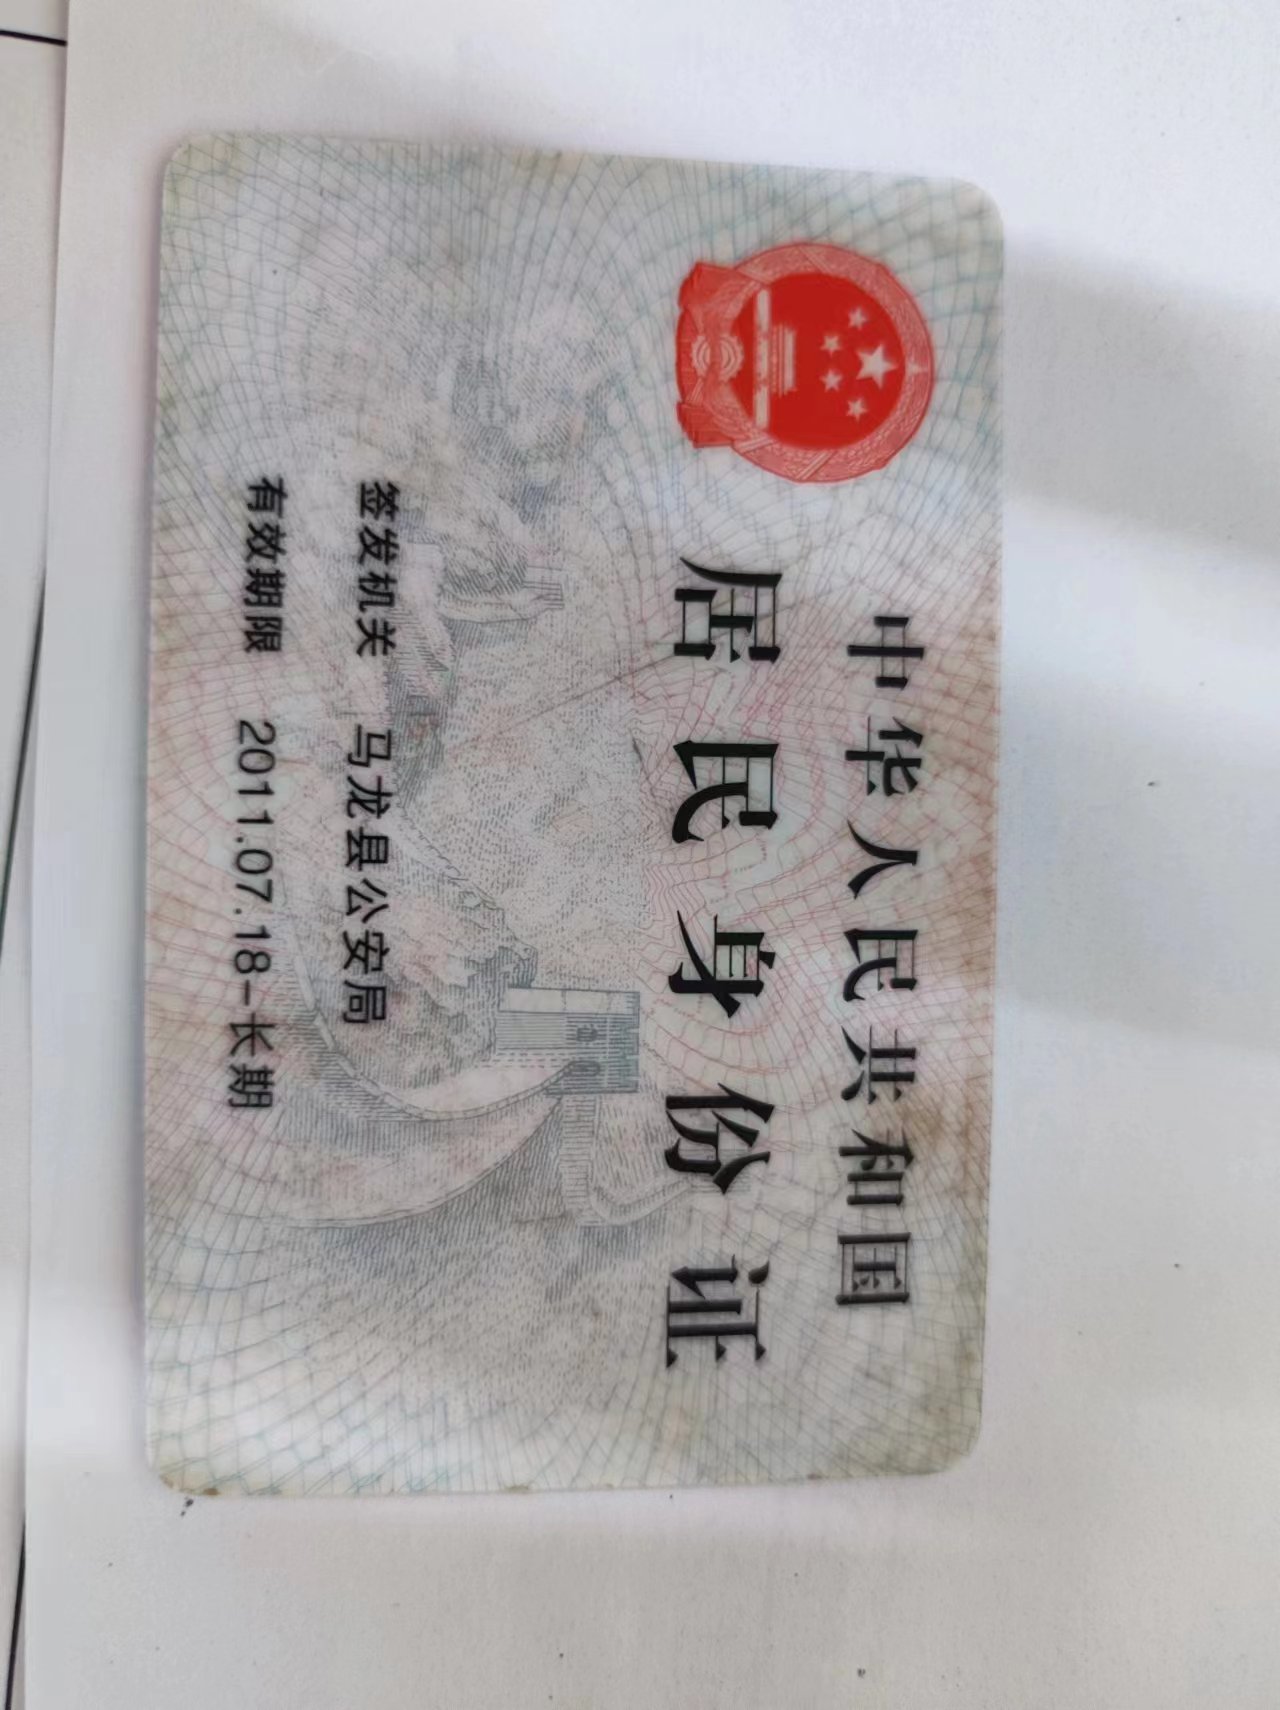 中华人民共和国
居民身份证
签发机关 马龙县公安局
有效期限 2011.07.18-长期